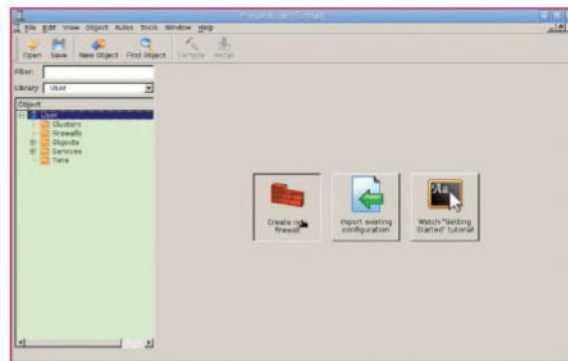 File Edit View Object Rules Tools Window Help
Open Save New Object Find Object Compile Install
Filter:
Library User
Object
User
Clusters
Firewalls
Objects
Services
Time
Create new firewall
Import existing configuration
Watch "Getting Started" tutorial